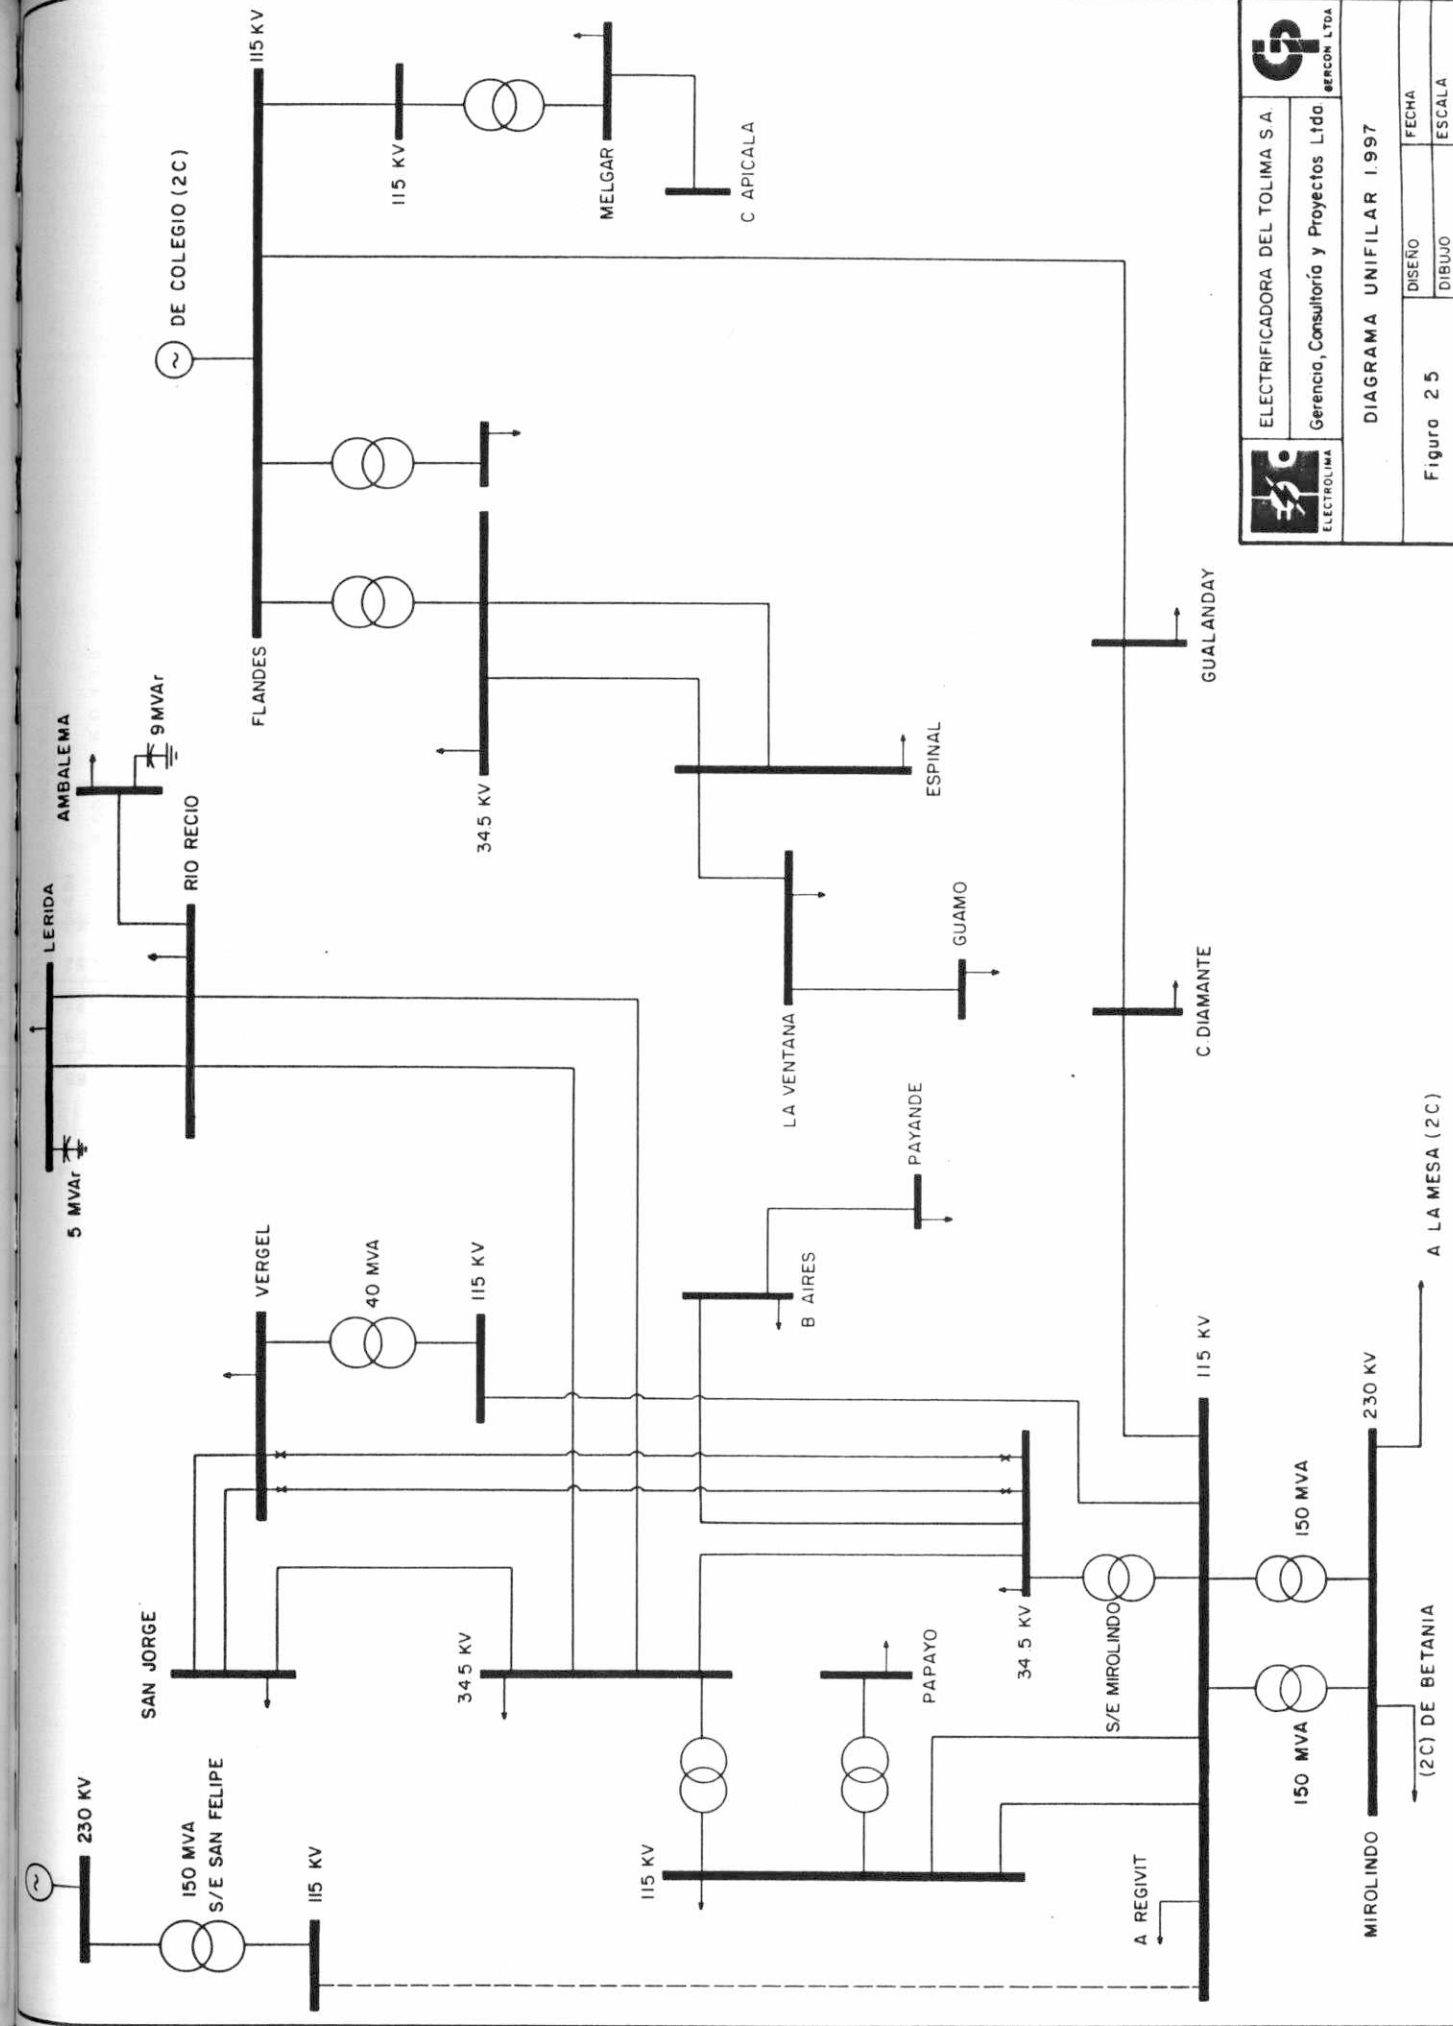 230 KV
150 MVA
S/E SAN FELIPE
115 KV
SAN JORGE
VERGEL
40 MVA
115 KV
5 MVAr
LERIDA
AMBALEMA
9 MVAr
RIO RECIO
FLANDES
115 KV
DE COLEGIO (2C)
115 KV
MELGAR
C APICALA
34.5 KV
34.5 KV
ESPINAL
LA VENTANA
GUAMO
B AIRES
PAYANDE
115 KV
PAPAYO
34.5 KV
S/E MIROLINDO
C. DIAMANTE
GUALANDAY
A REGIVIT
115 KV
150 MVA
150 MVA
MIROLINDO
230 KV
(2C) DE BETANIA
A LA MESA (2C)
ELECTROLIMA
ELECTRIFICADORA DEL TOLIMA S.A.
Gerencia, Consultoría y Proyectos Ltda.
GERCON LTDA
DIAGRAMA UNIFILAR 1.997
Figura 25
DISEÑO
FECHA
DIBUJO
ESCALA